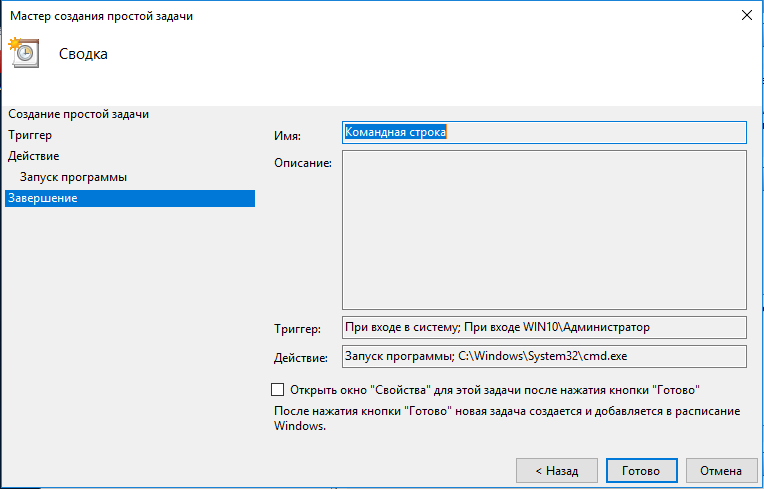 Мастер создания простой задачи
Сводка
Создание простой задачи
Триггер
Действие
Запуск программы
Завершение
Имя: Командная строка
Описание:
Триггер: При входе в систему; При входе WIN10\Администратор
Действие: Запуск программы; C:\Windows\System32\cmd.exe
Открыть окно "Свойства" для этой задачи после нажатия кнопки "Готово"
После нажатия кнопки "Готово" новая задача создается и добавляется в расписание
Windows.
< Назад Готово Отмена